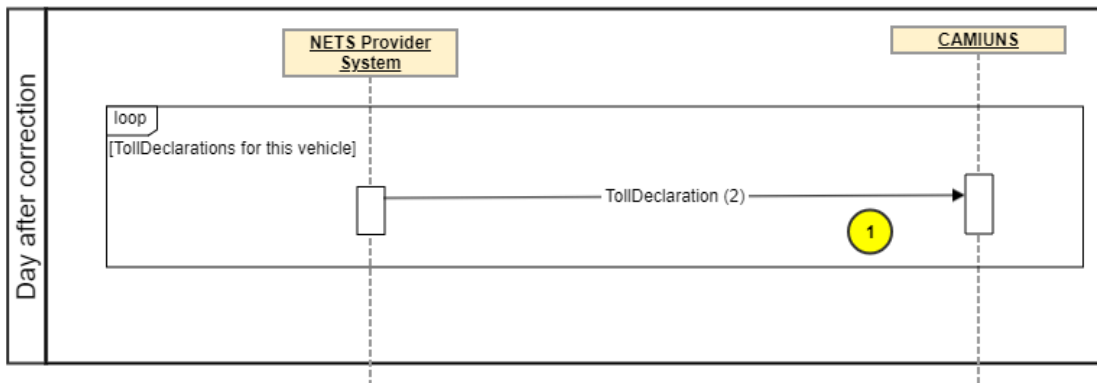 Day after correction
NETS Provider
System
CAMIUNS
loop
[TollDeclarations for this vehicle]
TollDeclaration (2)
1